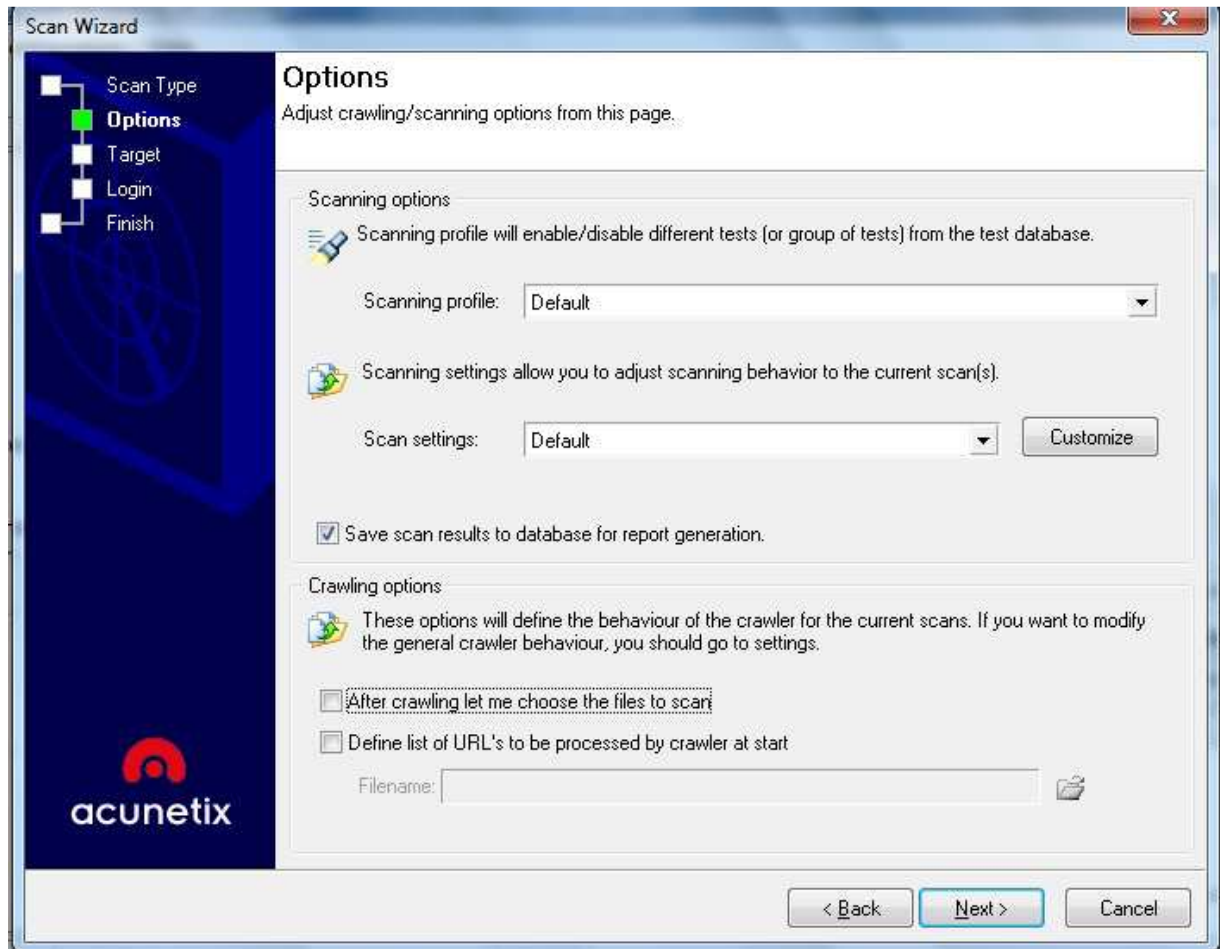 Scan Wizard
Scan Type
Options
Target
Login
Finish
Options
Adjust crawling/scanning options from this page.
Scanning options
Scanning profile will enable/disable different tests (or group of tests) from the test database.
Scanning profile:
Default
Scanning settings allow you to adjust scanning behavior to the current scan(s).
Scan settings:
Default
Customize
Save scan results to database for report generation.
Crawling options
These options will define the behaviour of the crawler for the current scans. If you want to modify
the general crawler behaviour, you should go to settings.
After crawling let me choose the files to scan
Define list of URL's to be processed by crawler at start
Filename:
acunetix
< Back
Next >
Cancel